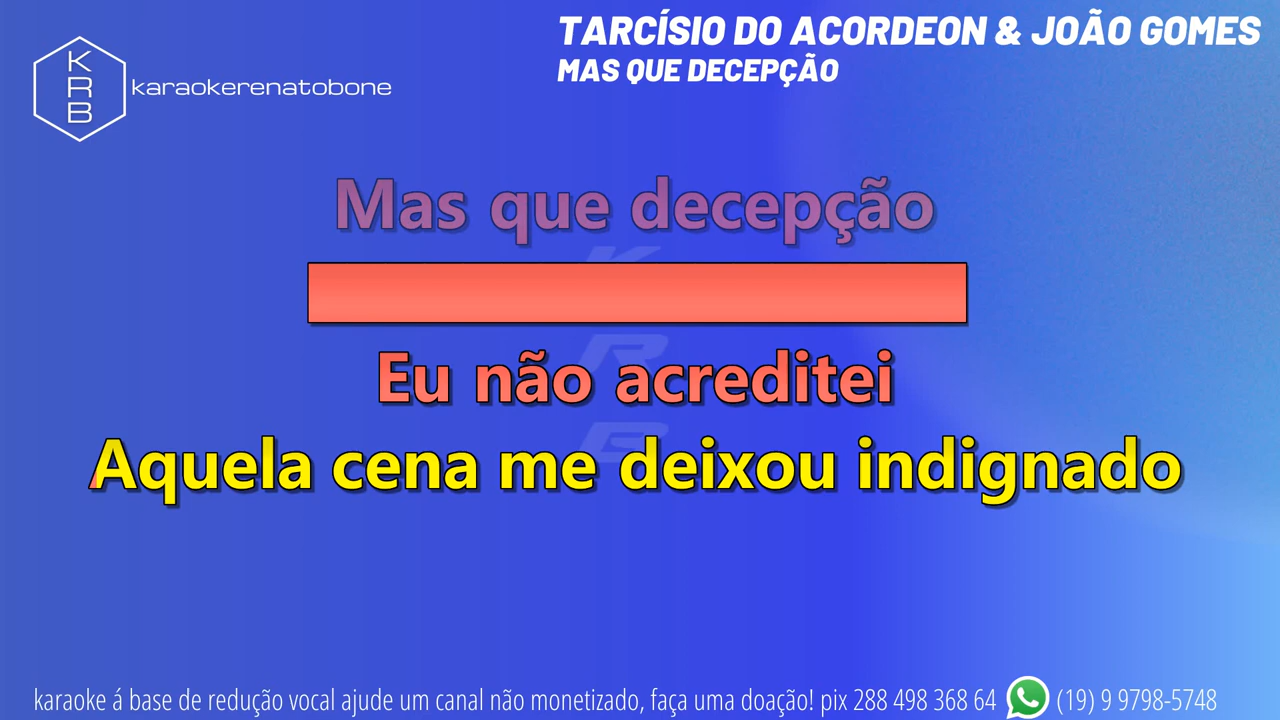 TARCÍSIO DO ACORDEON & JOÃO GOMES
MAS QUE DECEPÇÃO
KRB
karaokerenatobone
Mas que decepção
KRB
Eu não acreditei
Aquela cena me deixou indignado
karaoke á base de redução vocal ajude um canal não monetizado, faça uma doação! pix 288 498 368 64 (19) 9 9798-5748